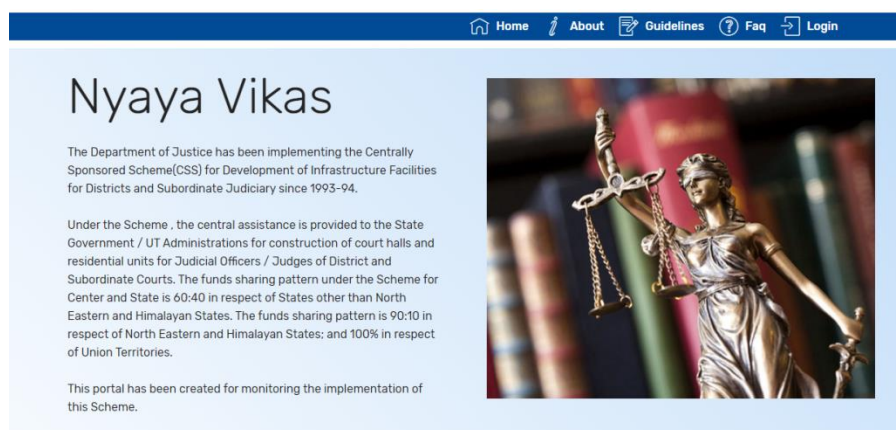 Home About Guidelines Faq Login
Nyaya Vikas
The Department of Justice has been implementing the Centrally
Sponsored Scheme(CSS) for Development of Infrastructure Facilities
for Districts and Subordinate Judiciary since 1993-94.
Under the Scheme , the central assistance is provided to the State
Government / UT Administrations for construction of court halls and
residential units for Judicial Officers / Judges of District and
Subordinate Courts. The funds sharing pattern under the Scheme for
Center and State is 60:40 in respect of States other than North
Eastern and Himalayan States. The funds sharing pattern is 90:10 in
respect of North Eastern and Himalayan States; and 100% in respect
of Union Territories.
This portal has been created for monitoring the implementation of
this Scheme.